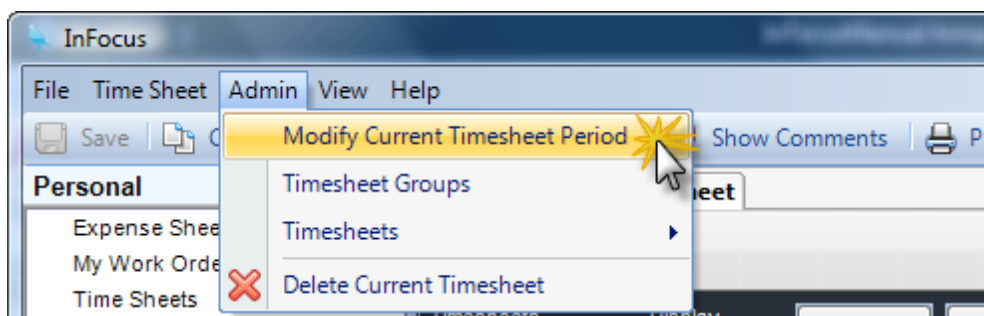 InFocus
File Time Sheet Admin View Help
Save Show Comments
Modify Current Timesheet Period
Personal
Timesheet Groups
Expense Shee
Timesheets
My Work Orde
Time Sheets
Delete Current Timesheet